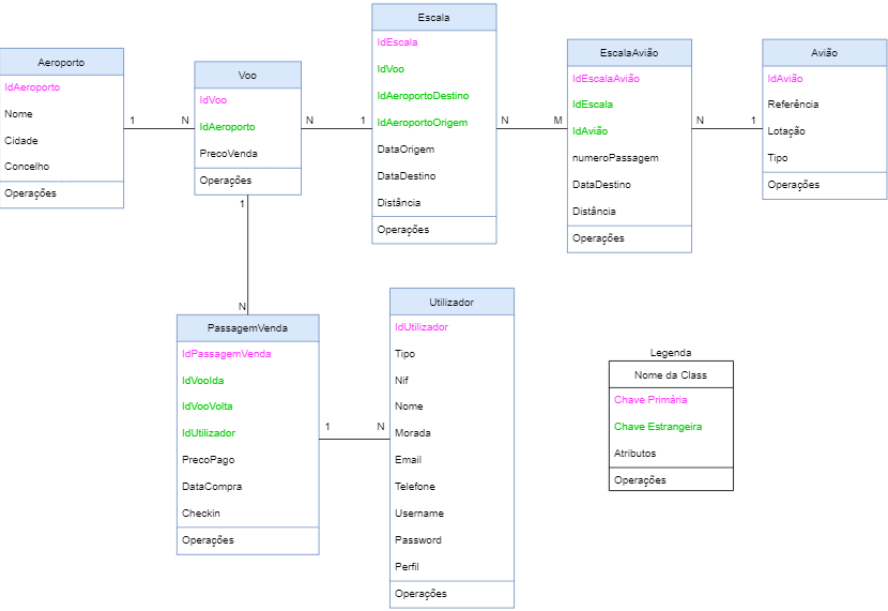 Aeroporto
IdAeroporto
Nome
Cidade
Concelho
Operações
1
N
Voo
IdVoo
IdAeroporto
PrecoVenda
Operações
N
1
Escala
IdEscala
IdVoo
IdAeroportoDestino
IdAeroportoOrigem
DataOrigem
DataDestino
Distância
Operações
N
M
EscalaAvião
IdEscalaAvião
IdEscala
IdAvião
numeroPassagem
DataDestino
Distância
Operações
N
1
Avião
IdAvião
Referência
Lotação
Tipo
Operações
1
N
PassagemVenda
IdPassagemVenda
IdVooIda
IdVooVolta
IdUtilizador
PrecoPago
DataCompra
Checkin
Operações
1
N
Utilizador
IdUtilizador
Tipo
Nif
Nome
Morada
Email
Telefone
Username
Password
Perfil
Operações
Legenda
Nome da Class
Chave Primária
Chave Estrangeira
Atributos
Operações